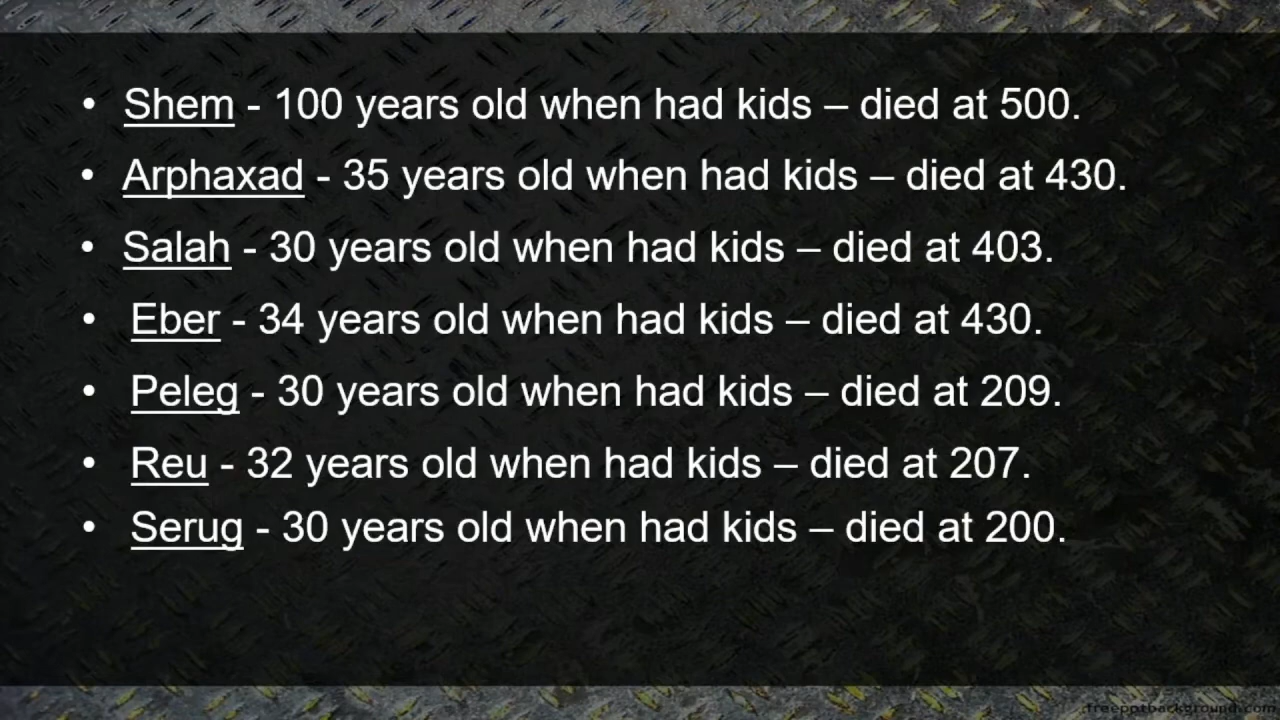 • Shem - 100 years old when had kids – died at 500.
• Arphaxad - 35 years old when had kids – died at 430.
• Salah - 30 years old when had kids – died at 403.
• Eber - 34 years old when had kids – died at 430.
• Peleg - 30 years old when had kids – died at 209.
• Reu - 32 years old when had kids – died at 207.
• Serug - 30 years old when had kids – died at 200.
freepptbackground.com